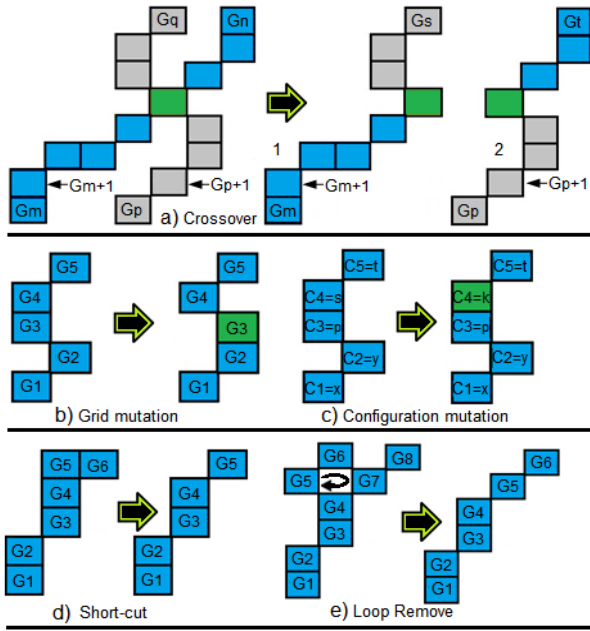 Gq Gn Gs Gt
1 2
Gm+1 Gp+1 Gm+1 Gp+1
Gm Gp Gm Gp
a) Crossover
G5 G5 C5=t C5=t
G4 G4 C4=s C4=k
G3 G3 C3=p C3=p
G2 G2 C2=y C2=y
G1 G1 C1=x C1=x
b) Grid mutation c) Configuration mutation
G5 G6 G5 G6 G8 G6
G5 G7 G5
G4 G4 G4 G4
G3 G3 G3 G3
G2 G2 G2 G2
G1 G1 G1 G1
d) Short-cut e) Loop Remove